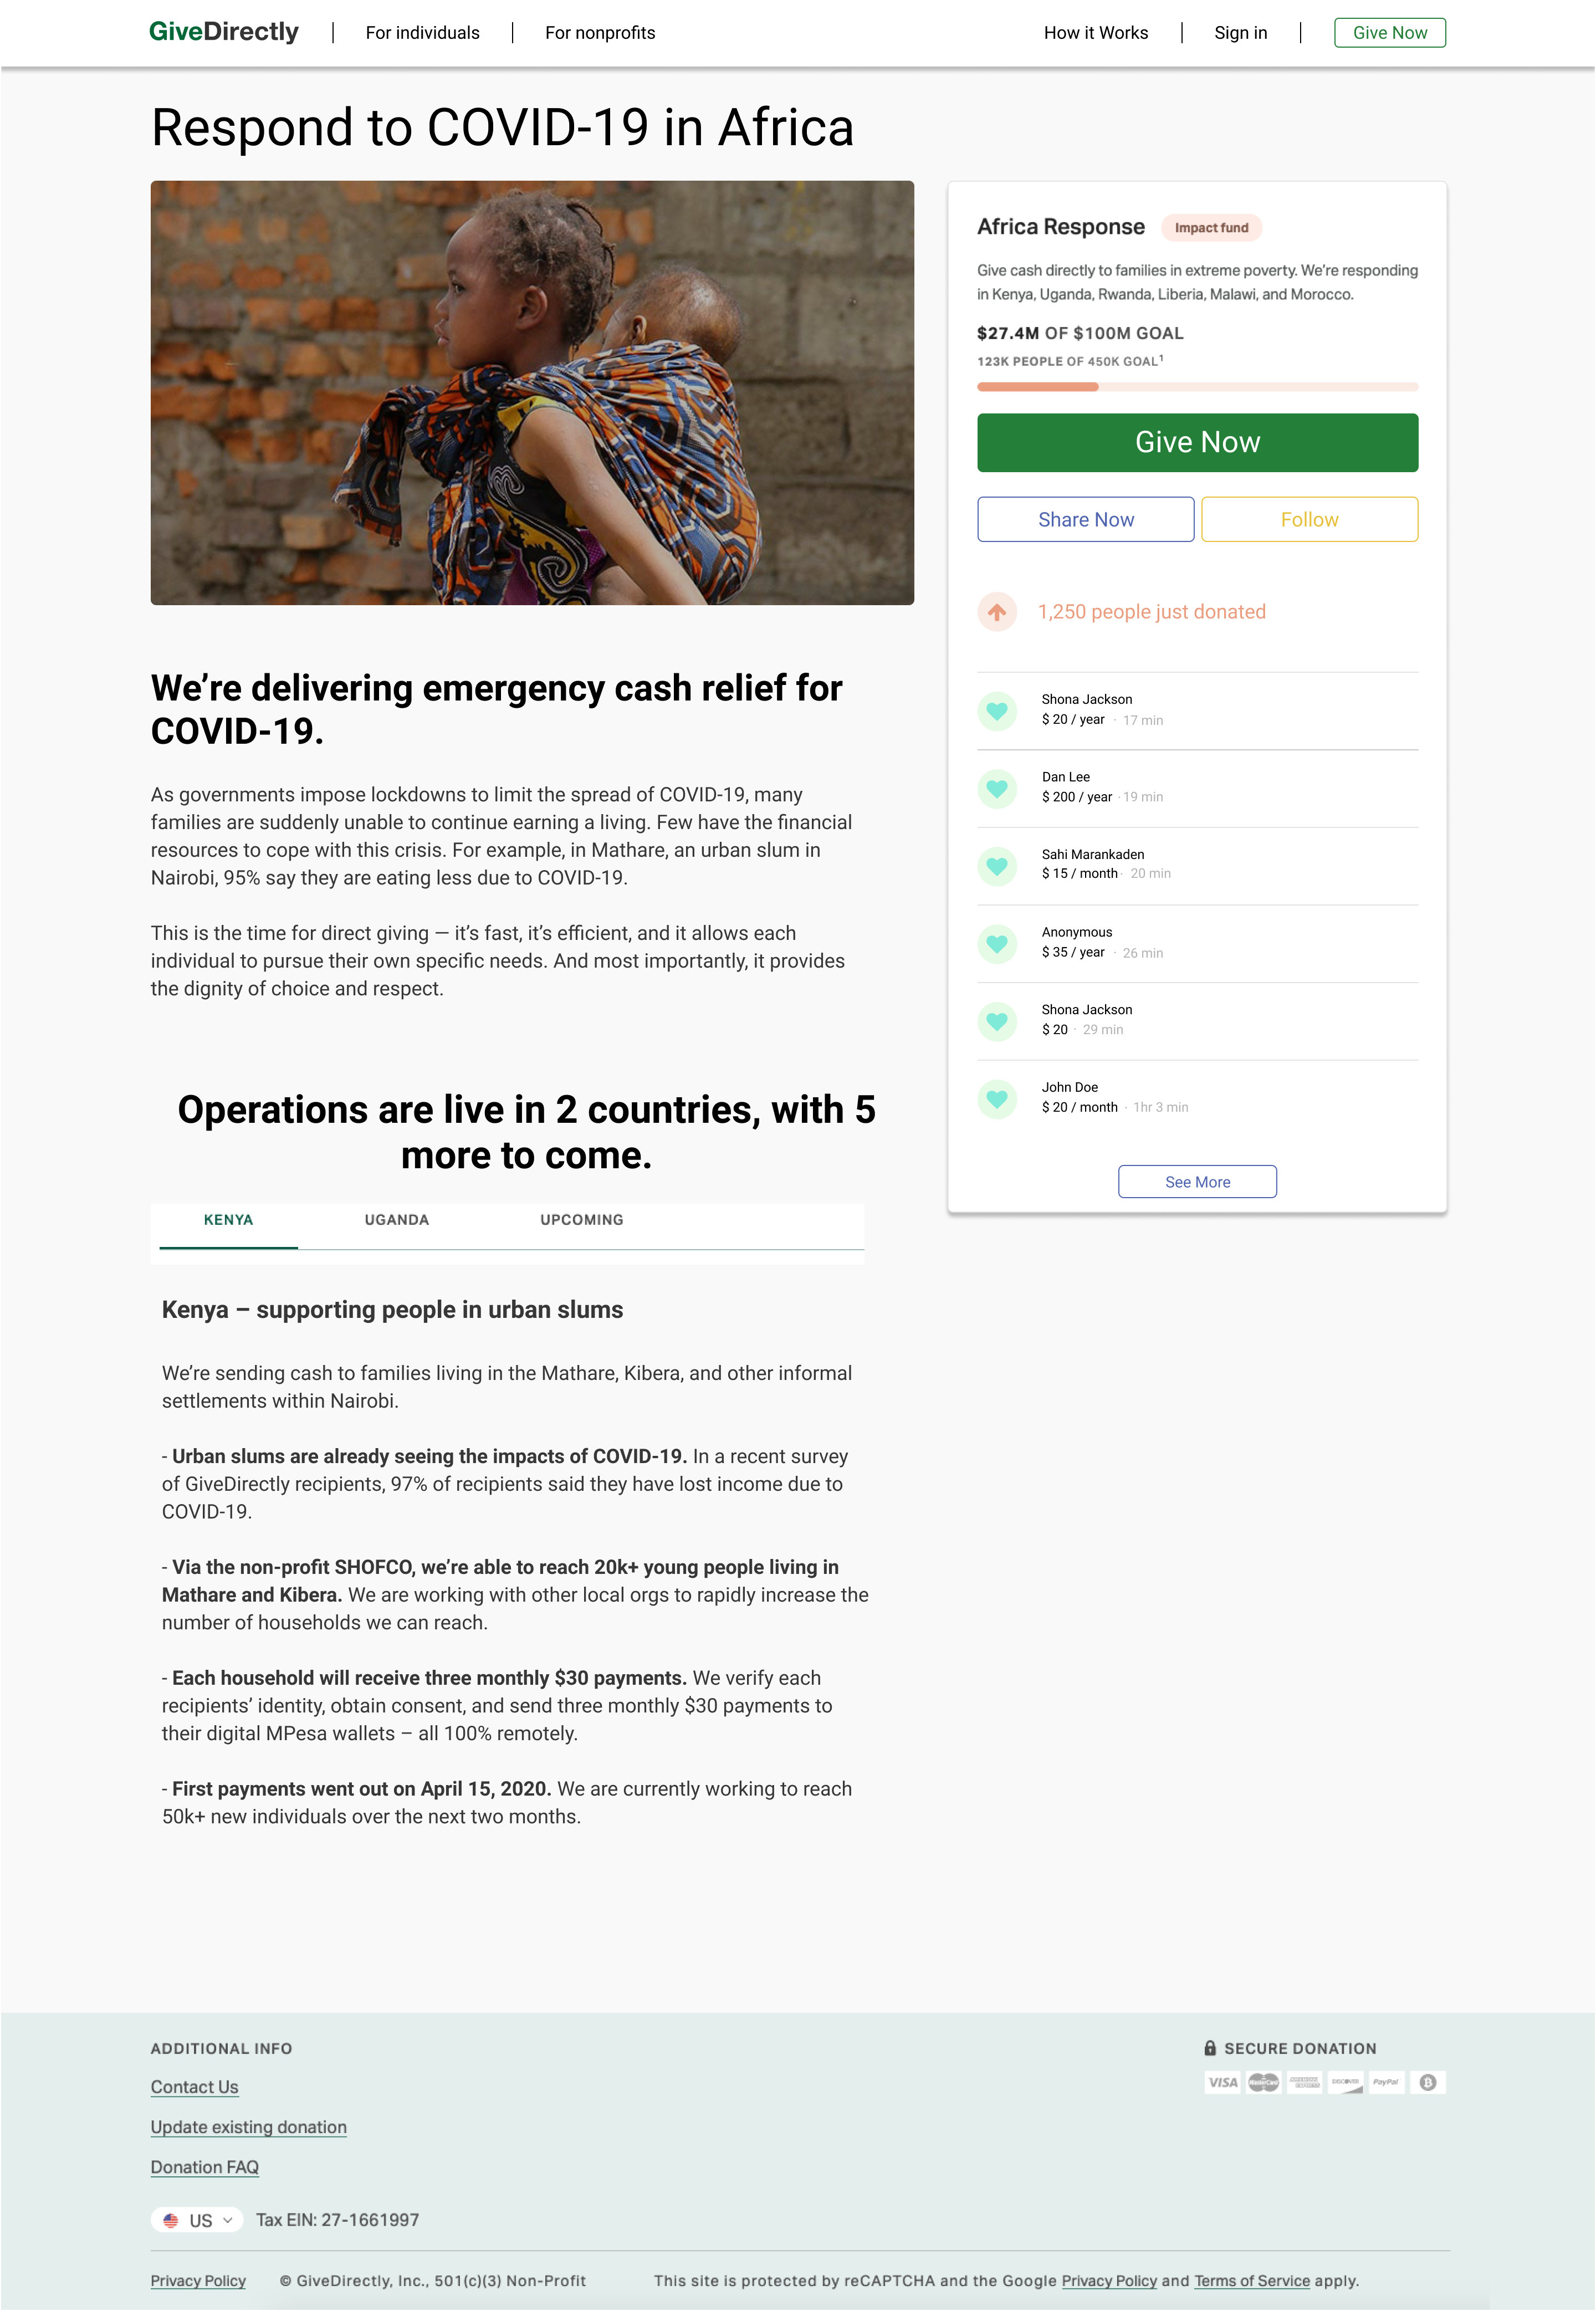 GiveDirectly
For individuals
For nonprofits
How it Works
Sign in
Give Now
Respond to COVID-19 in Africa
We’re delivering emergency cash relief for
COVID-19.
As governments impose lockdowns to limit the spread of COVID-19, many
families are suddenly unable to continue earning a living. Few have the financial
resources to cope with this crisis. For example, in Mathare, an urban slum in
Nairobi, 95% say they are eating less due to COVID-19.
This is the time for direct giving — it’s fast, it’s efficient, and it allows each
individual to pursue their own specific needs. And most importantly, it provides
the dignity of choice and respect.
Operations are live in 2 countries, with 5
more to come.
KENYA
UGANDA
UPCOMING
Kenya – supporting people in urban slums
We’re sending cash to families living in the Mathare, Kibera, and other informal
settlements within Nairobi.
- Urban slums are already seeing the impacts of COVID-19. In a recent survey
of GiveDirectly recipients, 97% of recipients said they have lost income due to
COVID-19.
- Via the non-profit SHOFCO, we’re able to reach 20k+ young people living in
Mathare and Kibera. We are working with other local orgs to rapidly increase the
number of households we can reach.
- Each household will receive three monthly $30 payments. We verify each
recipients’ identity, obtain consent, and send three monthly $30 payments to
their digital MPesa wallets – all 100% remotely.
- First payments went out on April 15, 2020. We are currently working to reach
50k+ new individuals over the next two months.
Africa Response
Impact fund
Give cash directly to families in extreme poverty. We’re responding
in Kenya, Uganda, Rwanda, Liberia, Malawi, and Morocco.
$27.4M OF $100M GOAL
123K PEOPLE OF 450K GOAL¹
Give Now
Share Now
Follow
1,250 people just donated
Shona Jackson
$ 20 / year · 17 min
Dan Lee
$ 200 / year · 19 min
Sahi Marankaden
$ 15 / month · 20 min
Anonymous
$ 35 / year · 26 min
Shona Jackson
$ 20 · 29 min
John Doe
$ 20 / month · 1hr 3 min
See More
ADDITIONAL INFO
Contact Us
Update existing donation
Donation FAQ
US
Tax EIN: 27-1661997
SECURE DONATION
VISA
MasterCard
AMERICAN EXPRESS
DISCOVER
PayPal
Privacy Policy
© GiveDirectly, Inc., 501(c)(3) Non-Profit
This site is protected by reCAPTCHA and the Google Privacy Policy and Terms of Service apply.